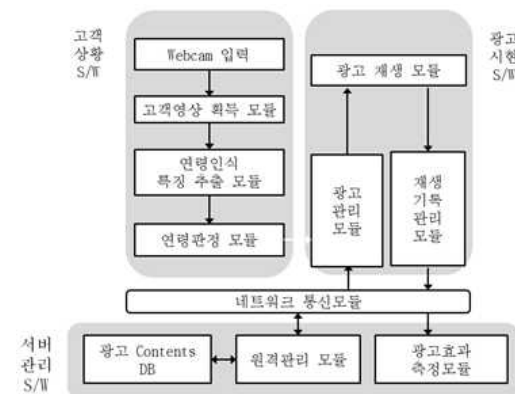 고객
상황
S/W
Webcam 입력
고객영상 획득 모듈
연령인식
특징 추출 모듈
연령판정 모듈
광고
시현
S/W
광고 재생 모듈
광고
관리
모듈
재생
기록
관리
모듈
네트워크 통신모듈
서버
관리
S/W
광고 Contents
DB
원격관리 모듈
광고효과
측정모듈